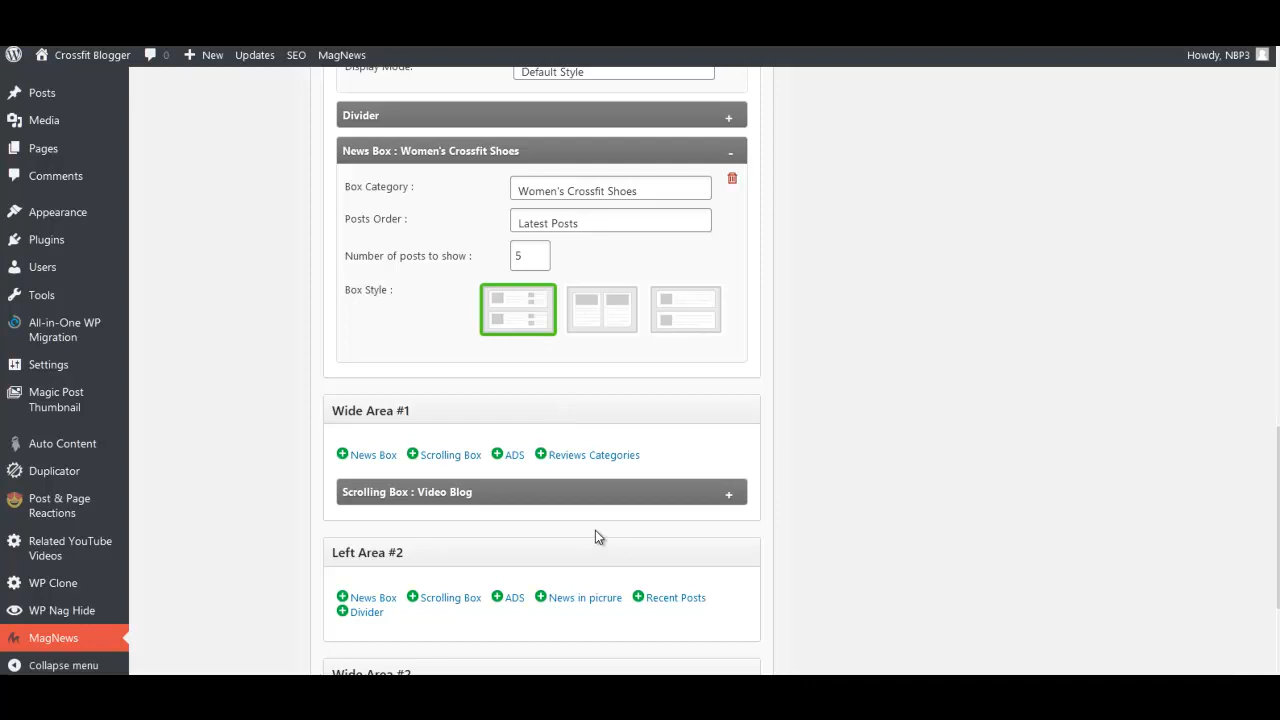 Crossfit Blogger 0 New Updates SEO MagNews Howdy, NBP3
Posts
Media
Pages
Comments
Appearance
Plugins
Users
Tools
All-in-One WP
Migration
Settings
Magic Post
Thumbnail
Auto Content
Duplicator
Post & Page
Reactions
Related YouTube
Videos
WP Clone
WP Nag Hide
MagNews
Collapse menu
Display Mode: Default Style
Divider +
News Box : Women's Crossfit Shoes -
Box Category : Women's Crossfit Shoes
Posts Order : Latest Posts
Number of posts to show : 5
Box Style :
Wide Area #1
News Box Scrolling Box ADS Reviews Categories
Scrolling Box : Video Blog +
Left Area #2
News Box Scrolling Box ADS News in picrure Recent Posts
Divider
Wide Area #2